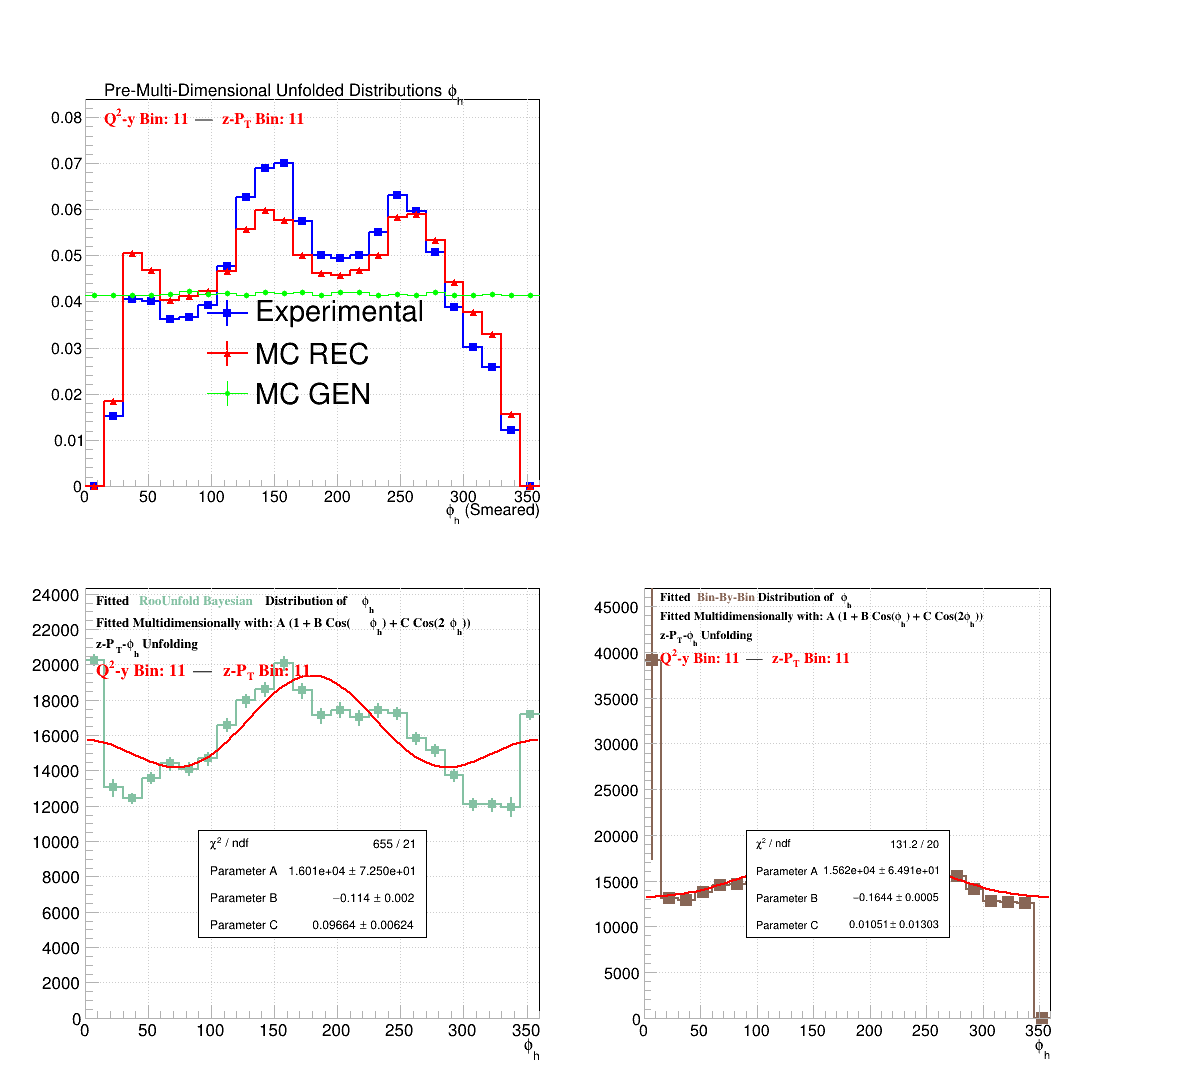 Pre-Multi-Dimensional Unfolded Distributions ϕh
Q2-y Bin: 11 — z-PT Bin: 11
0.08
0.07
0.06
0.05
0.04
0.03
0.02
0.01
0
Experimental
MC REC
MC GEN
0 50 100 150 200 250 300 350
ϕh (Smeared)
Fitted RooUnfold Bayesian Distribution of ϕh
Fitted Multidimensionally with: A (1 + B Cos( ϕh) + C Cos(2 ϕh))
z-PT-ϕh Unfolding
Q2-y Bin: 11 — z-PT Bin: 11
24000
22000
20000
18000
16000
14000
12000
10000
8000
6000
4000
2000
0
χ2 / ndf 655 / 21
Parameter A 1.601e+04 ± 7.250e+01
Parameter B −0.114 ± 0.002
Parameter C 0.09664 ± 0.00624
0 50 100 150 200 250 300 350
ϕh
Fitted Bin-By-Bin Distribution of ϕh
Fitted Multidimensionally with: A (1 + B Cos(ϕh) + C Cos(2ϕh))
z-PT-ϕh Unfolding
Q2-y Bin: 11 — z-PT Bin: 11
45000
40000
35000
30000
25000
20000
15000
10000
5000
0
χ2 / ndf 131.2 / 20
Parameter A 1.562e+04 ± 6.491e+01
Parameter B −0.1644 ± 0.0005
Parameter C 0.01051 ± 0.01303
0 50 100 150 200 250 300 350
ϕh